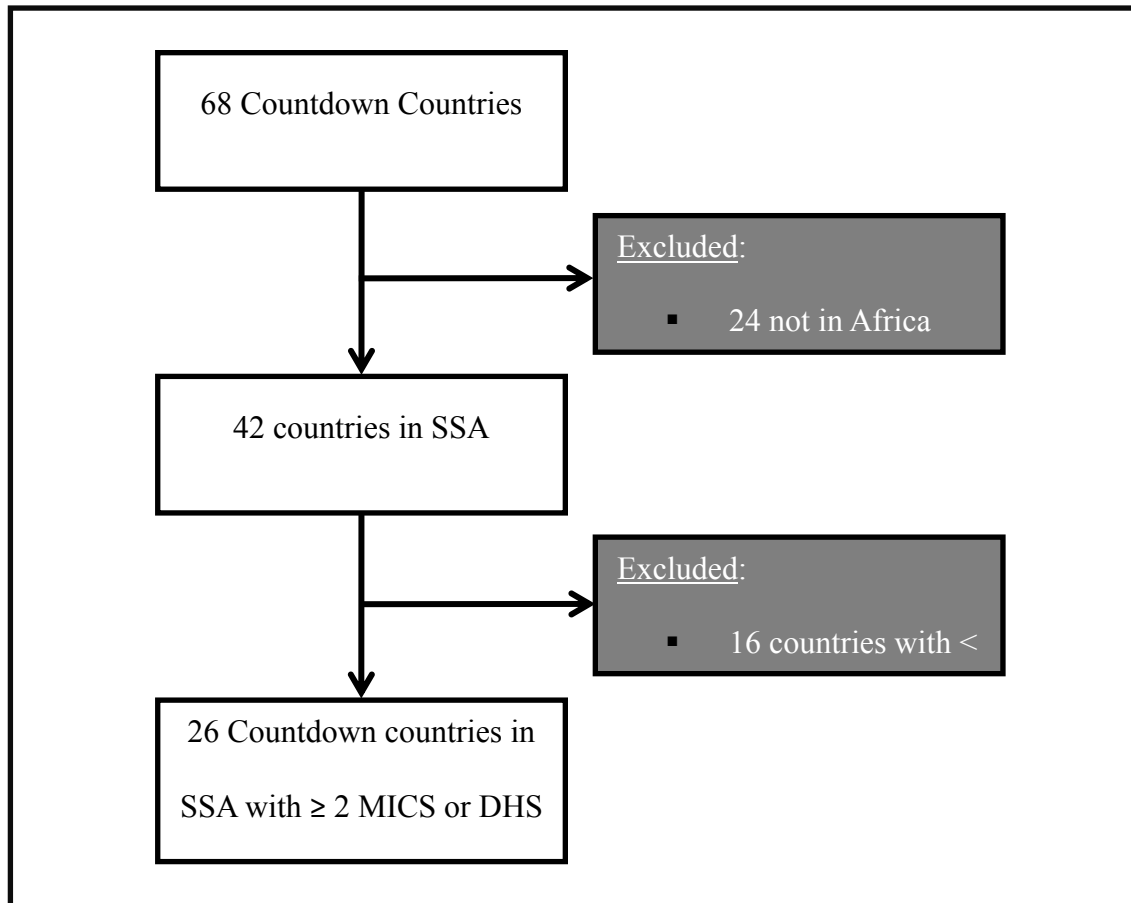 68 Countdown Countries
Excluded:
▪ 24 not in Africa
42 countries in SSA
Excluded:
▪ 16 countries with <
26 Countdown countries in
SSA with ≥ 2 MICS or DHS